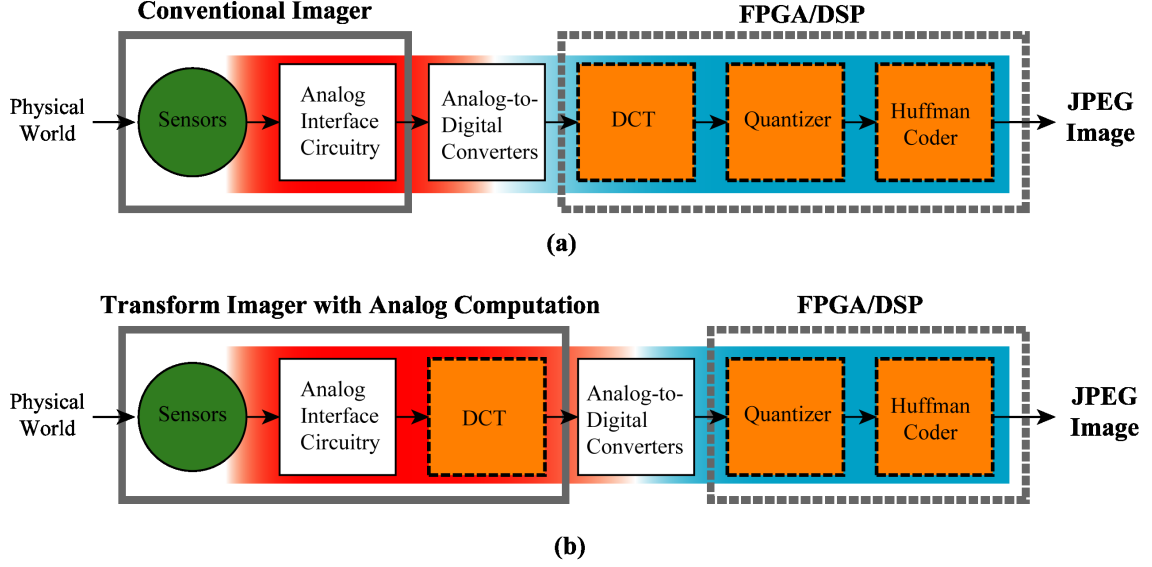 Conventional Imager
FPGA/DSP
Physical
World
Sensors
Analog
Interface
Circuitry
Analog-to-
Digital
Converters
DCT
Quantizer
Huffman
Coder
JPEG
Image
(a)
Transform Imager with Analog Computation
FPGA/DSP
Physical
World
Sensors
Analog
Interface
Circuitry
DCT
Analog-to-
Digital
Converters
Quantizer
Huffman
Coder
JPEG
Image
(b)